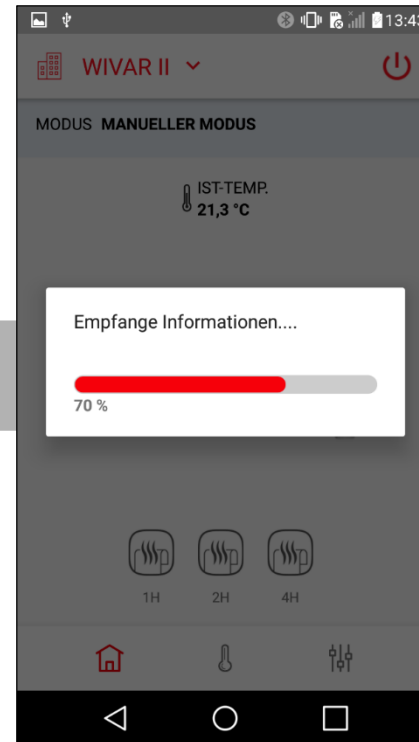 13:43
WIVAR II
MODUS MANUELLER MODUS
IST-TEMP.
21,3 °C
Empfange Informationen....
70 %
1H 2H 4H